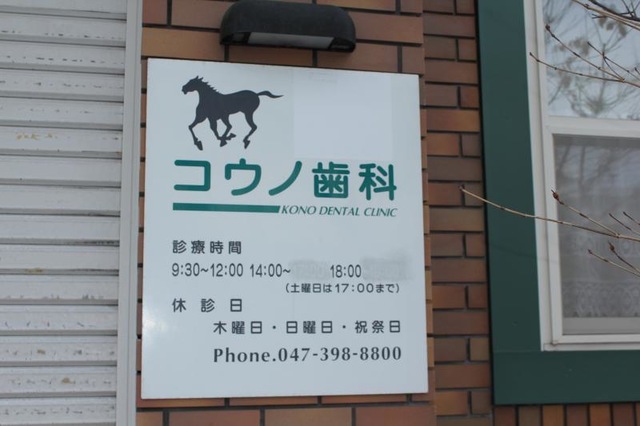 コウノ歯科
KONO DENTAL CLINIC
診療時間
9:30~12:00 14:00~ 18:00
(土曜日は17:00まで)
休診日
木曜日・日曜日・祝祭日
Phone.047-398-8800